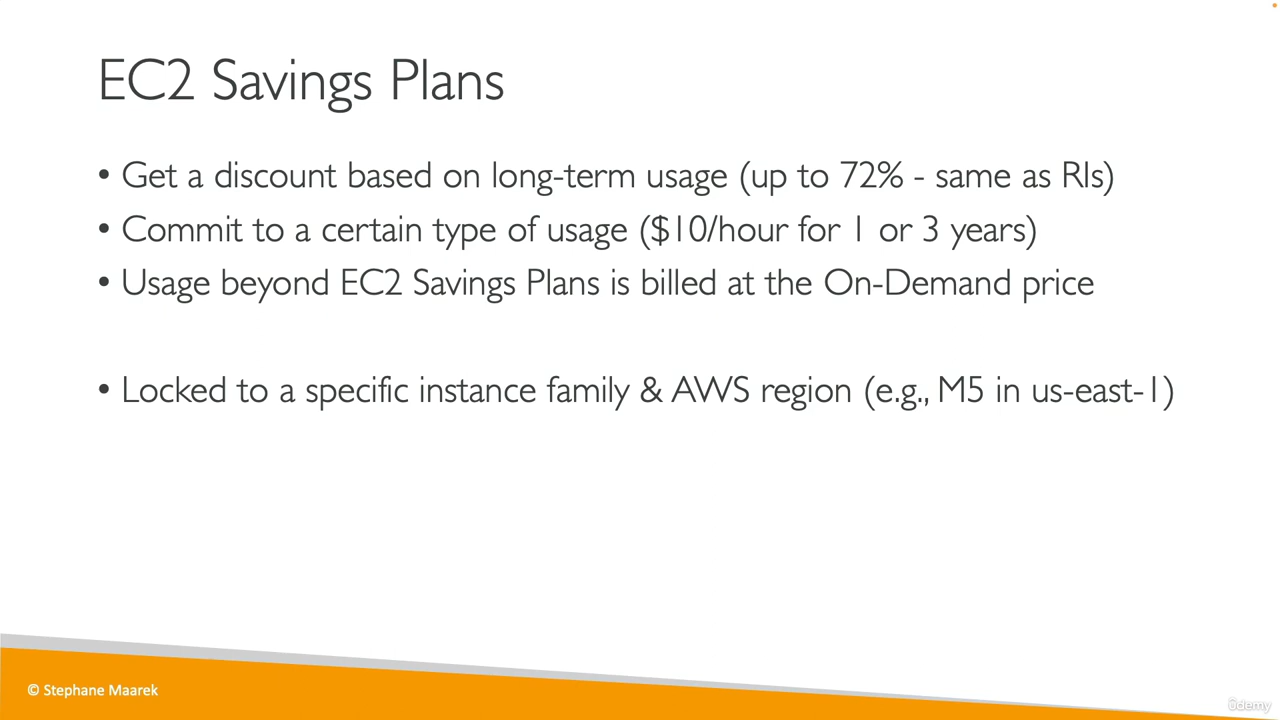 EC2 Savings Plans
• Get a discount based on long-term usage (up to 72% - same as RIs)
• Commit to a certain type of usage ($10/hour for 1 or 3 years)
• Usage beyond EC2 Savings Plans is billed at the On-Demand price
• Locked to a specific instance family & AWS region (e.g., M5 in us-east-1)
© Stephane Maarek
ûdemy